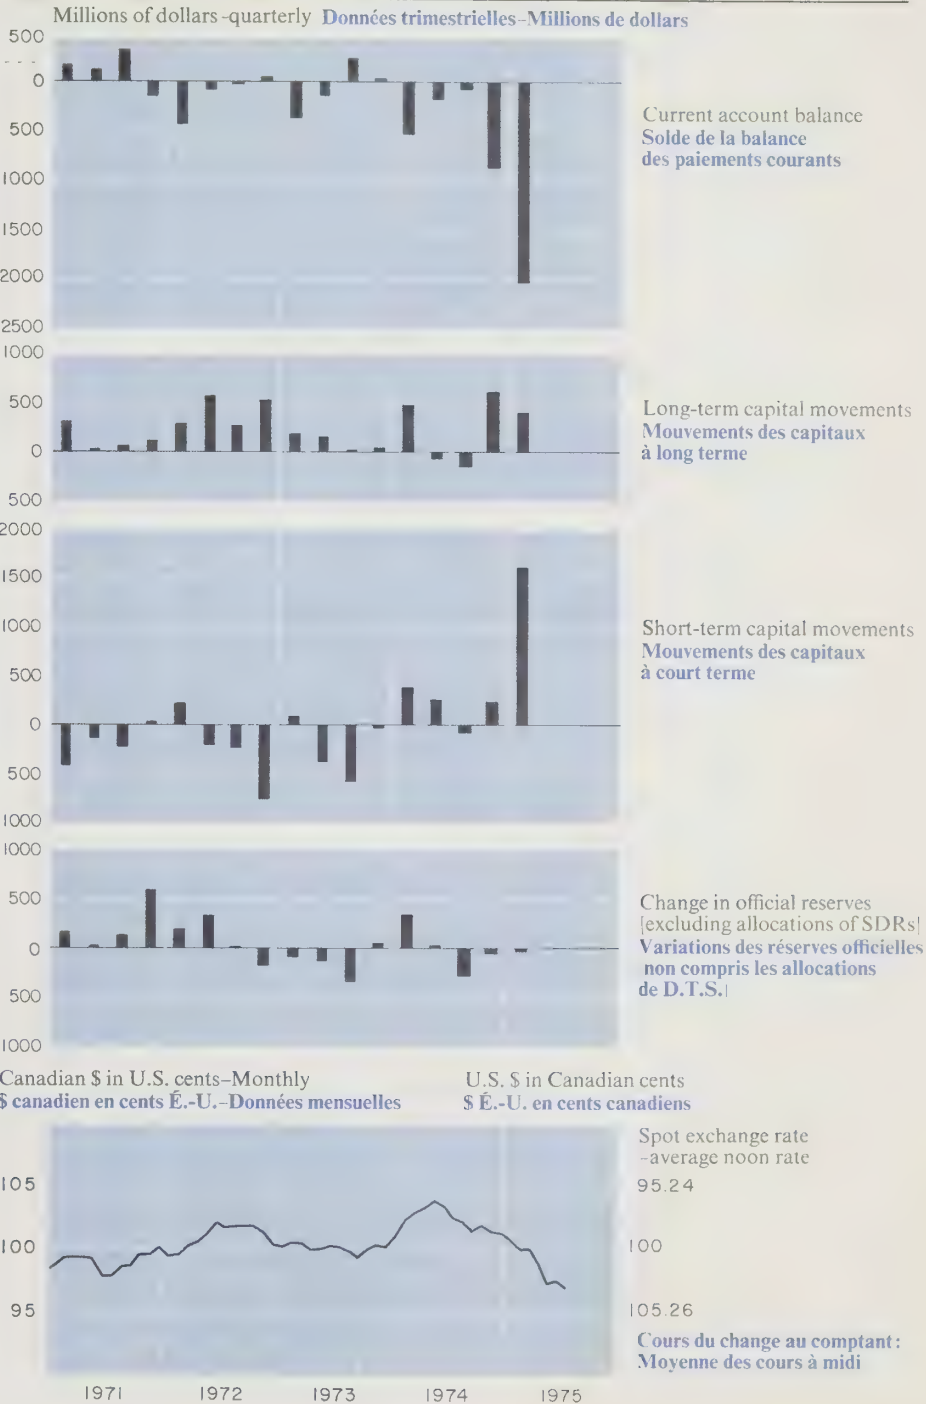 Millions of dollars-quarterly Données trimestrielles-Millions de dollars
500
0
500
1000
1500
2000
2500
Current account balance
Solde de la balance
des paiements courants
1000
500
0
500
Long-term capital movements
Mouvements des capitaux
à long terme
2000
1500
1000
500
0
500
1000
Short-term capital movements
Mouvements des capitaux
à court terme
1000
500
0
500
1000
Change in official reserves
[excluding allocations of SDRs]
Variations des réserves officielles
non compris les allocations
de D.T.S.]
Canadian $ in U.S. cents-Monthly
$ canadien en cents É.-U.-Données mensuelles
U.S. $ in Canadian cents
$ É.-U. en cents canadiens
105
100
95
Spot exchange rate
-average noon rate
95.24
100
105.26
Cours du change au comptant:
Moyenne des cours à midi
1971 1972 1973 1974 1975